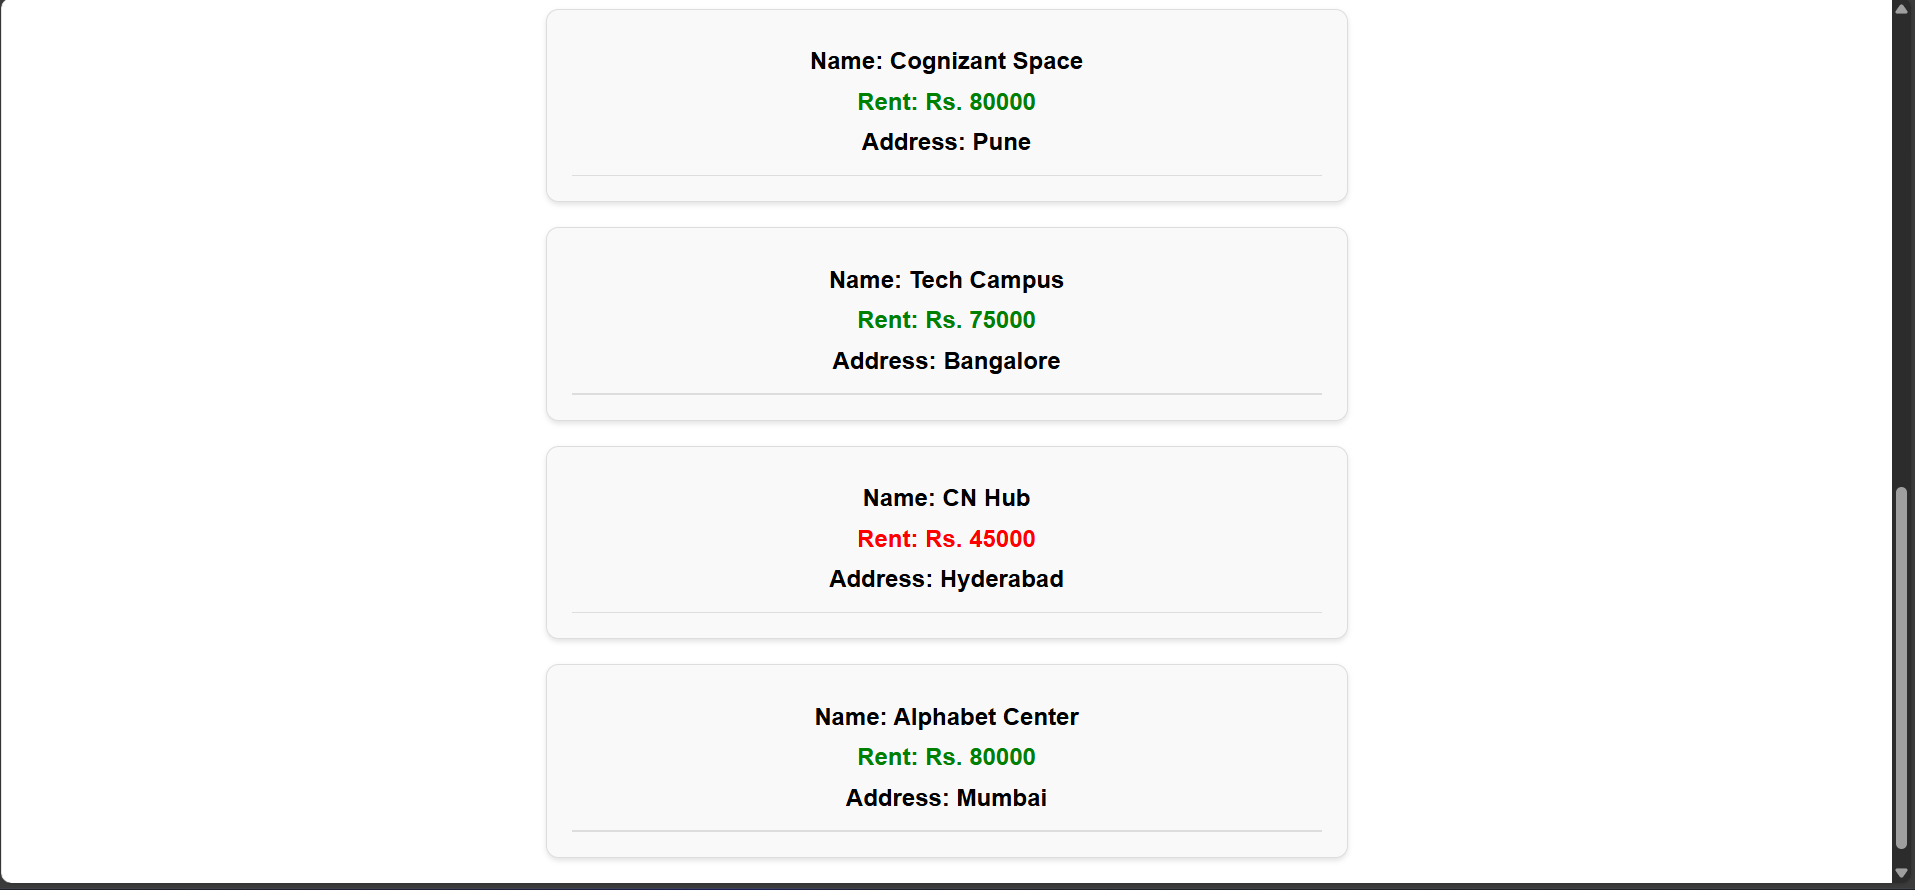 Name: Cognizant Space
Rent: Rs. 80000
Address: Pune
Name: Tech Campus
Rent: Rs. 75000
Address: Bangalore
Name: CN Hub
Rent: Rs. 45000
Address: Hyderabad
Name: Alphabet Center
Rent: Rs. 80000
Address: Mumbai